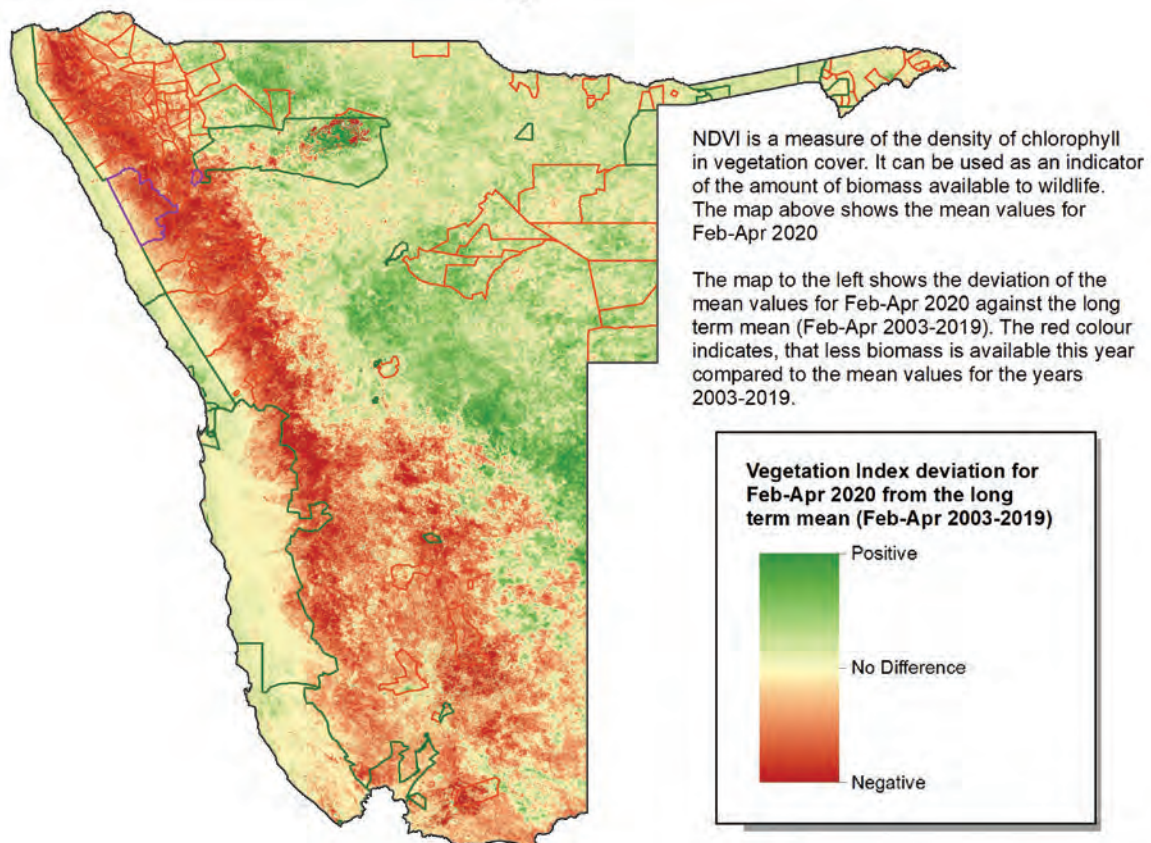 NDVI is a measure of the density of chlorophyll
in vegetation cover. It can be used as an indicator
of the amount of biomass available to wildlife.
The map above shows the mean values for
Feb-Apr 2020
The map to the left shows the deviation of the
mean values for Feb-Apr 2020 against the long
term mean (Feb-Apr 2003-2019). The red colour
indicates, that less biomass is available this year
compared to the mean values for the years
2003-2019.
Vegetation Index deviation for
Feb-Apr 2020 from the long
term mean (Feb-Apr 2003-2019)
Positive
No Difference
Negative